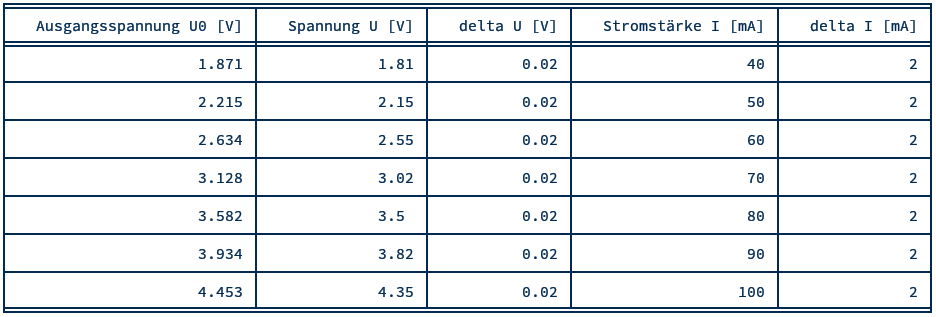 Ausgangsspannung U0 [V] Spannung U [V] delta U [V] Stromstärke I [mA] delta I [mA]
1.871 1.81 0.02 40 2
2.215 2.15 0.02 50 2
2.634 2.55 0.02 60 2
3.128 3.02 0.02 70 2
3.582 3.5 0.02 80 2
3.934 3.82 0.02 90 2
4.453 4.35 0.02 100 2